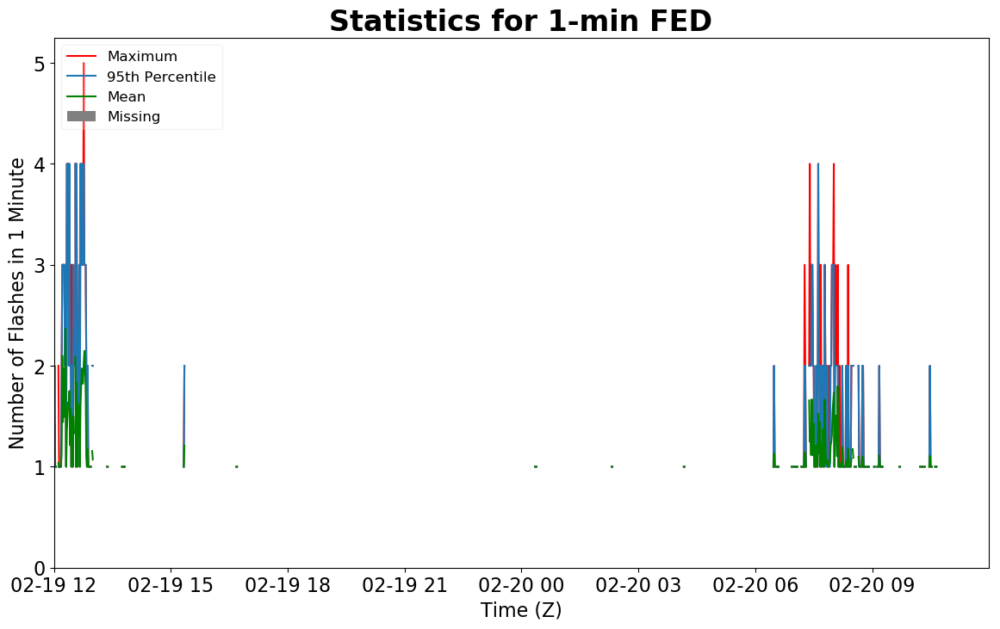 Statistics for 1-min FED
Maximum
95th Percentile
Mean
Missing
5
4
3
2
1
0
Number of Flashes in 1 Minute
02-19 12 02-19 15 02-19 18 02-19 21 02-20 00 02-20 03 02-20 06 02-20 09
Time (Z)